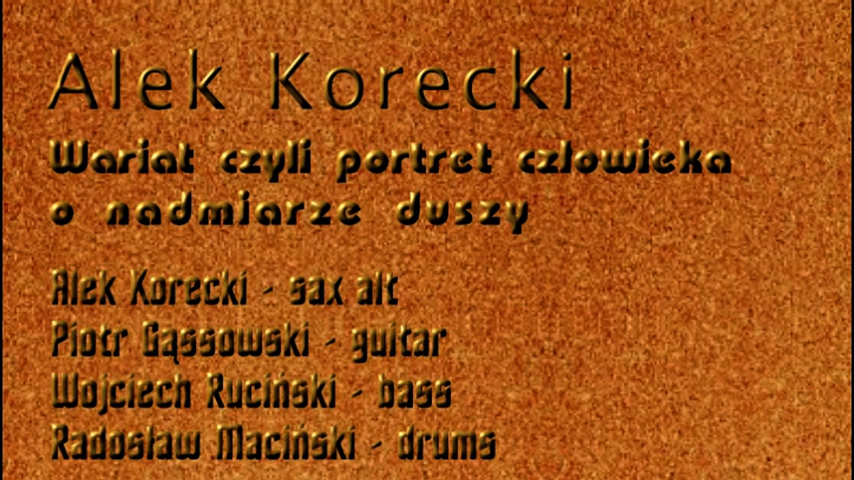 Alek Korecki
Wariat czyli portret człowieka
o nadmiarze duszy
Alek Korecki - sax alt
Piotr Gąssowski - guitar
Wojciech Ruciński - bass
Radosław Maciński - drums